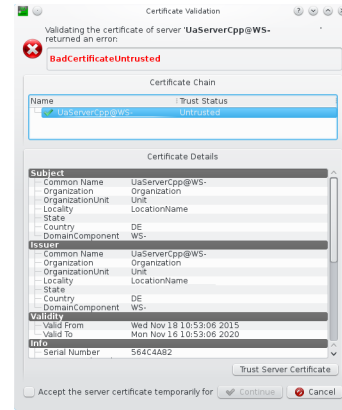 Certificate Validation
Validating the certificate of server 'UaServerCpp@WS- '
returned an error:
BadCertificateUntrusted
Certificate Chain
Name Trust Status
UaServerCpp@WS- Untrusted
Certificate Details
Subject
Common Name UaServerCpp@WS-
Organization Organization
OrganizationUnit Unit
Locality LocationName
State
Country DE
DomainComponent WS-
Issuer
Common Name UaServerCpp@WS-
Organization Organization
OrganizationUnit Unit
Locality LocationName
State
Country DE
DomainComponent WS-
Validity
Valid From Wed Nov 18 10:53:06 2015
Valid To Mon Nov 16 10:53:06 2020
Info
Serial Number 564C4A82
Trust Server Certificate
Accept the server certificate temporarily for Continue Cancel